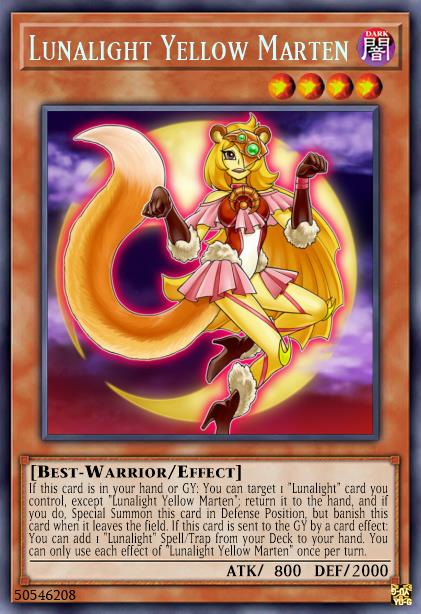 LUNALIGHT YELLOW MARTEN
DARK
闇
[BEST-WARRIOR/EFFECT]
If this card is in your hand or GY: You can target 1 "Lunalight" card you
control, except "Lunalight Yellow Marten"; return it to the hand, and if
you do, Special Summon this card in Defense Position, but banish this
card when it leaves the field. If this card is sent to the GY by a card effect:
You can add 1 "Lunalight" Spell/Trap from your Deck to your hand. You
can only use each effect of "Lunalight Yellow Marten" once per turn.
ATK/ 800 DEF/2000
50546208